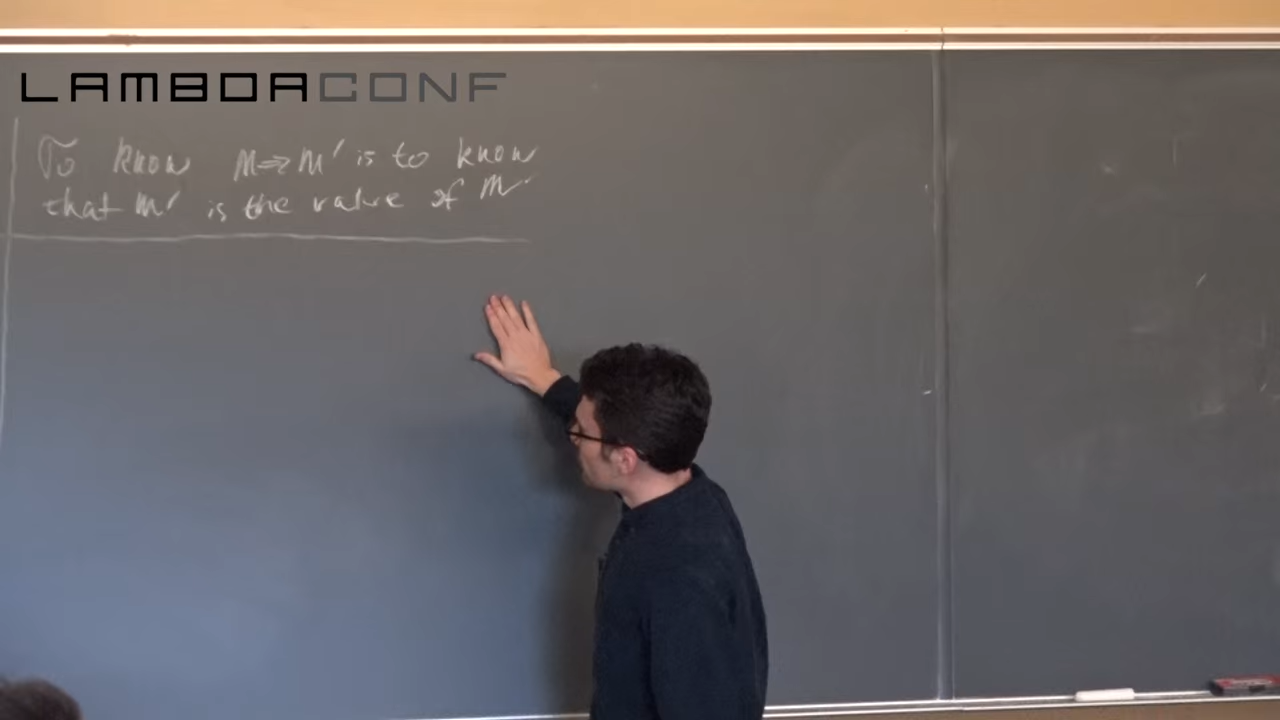 LAMBDACONF
To know M⇒M' is to know
that M' is the value of M